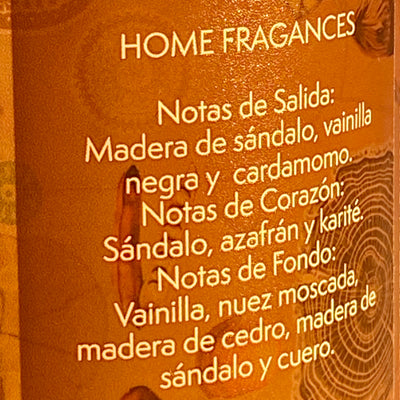 HOME FRAGANCES
Notas de Salida:
Madera de sándalo, vainilla
negra y cardamomo.
Notas de Corazón:
Sándalo, azafrán y karité.
Notas de Fondo:
Vainilla, nuez moscada,
madera de cedro, madera de
sándalo y cuero.